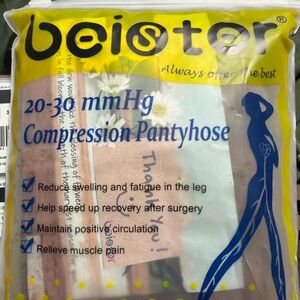 beister®
Always offer the best
20-30 mmHg
Compression Pantyhose
Reduce swelling and fatigue in the leg
Help speed up recovery after surgery
Maintain positive circulation
Relieve muscle pain
Thank You!
beister